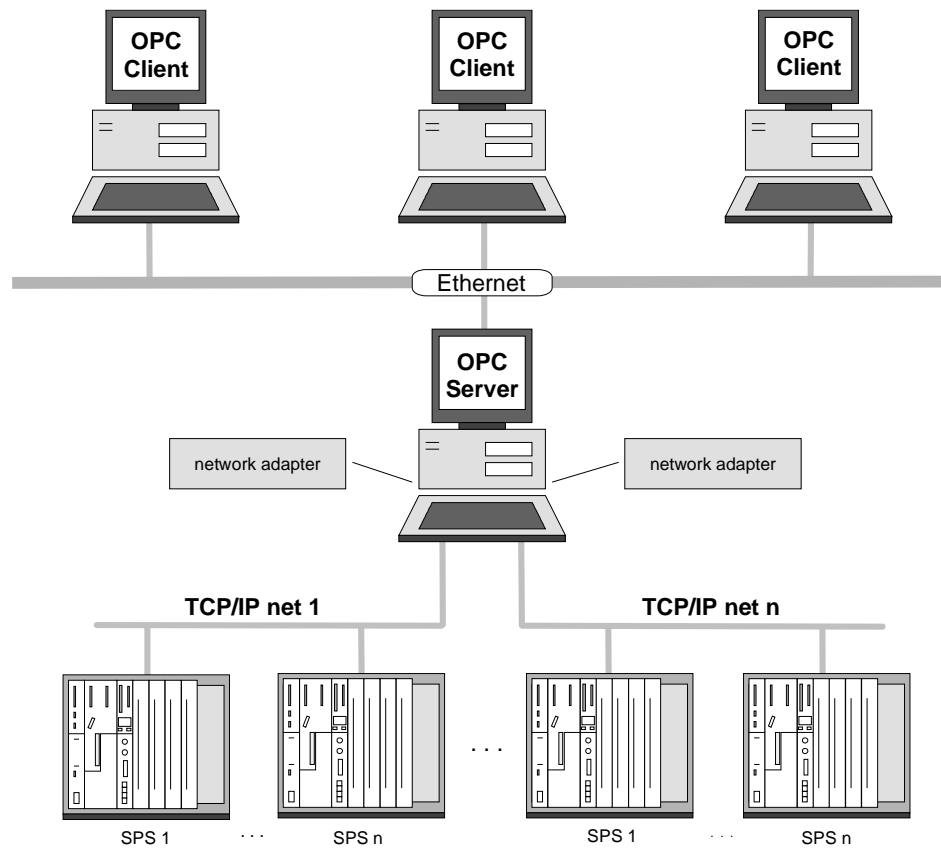 OPC
Client
OPC
Client
OPC
Client
Ethernet
OPC
Server
network adapter
network adapter
TCP/IP net 1
TCP/IP net n
. . .
SPS 1
. . .
SPS n
SPS 1
. . .
SPS n